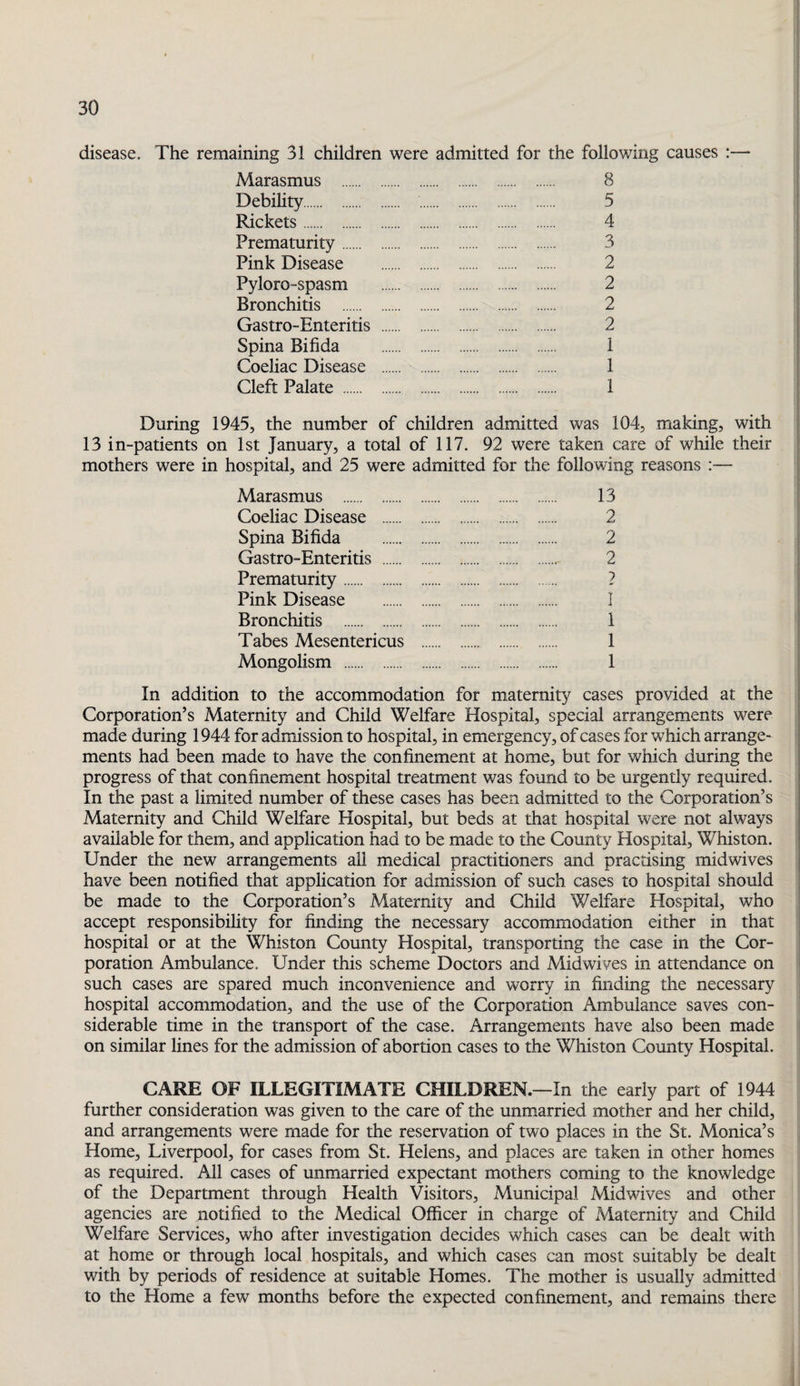 30
disease. The remaining 31 children were admitted for the following causes :—
Marasmus ...... ...... ...... ...... ...... ...... 8
Debility...... ...... ...... ...... ...... ...... ...... 5
Rickets ...... ...... ...... ...... ...... ...... ...... 4
Prematurity ...... ...... ...... ...... ...... ...... 3
Pink Disease ...... ...... ...... ...... ...... 2
Pyloro-spasm ...... ...... ...... ...... ...... 2
Bronchitis ...... ...... ...... ...... ...... ...... 2
Gastro-Enteritis ...... ...... ...... ...... ...... 2
Spina Bifida ...... ...... ...... ...... ...... 1
Coeliac Disease ...... ...... ...... ...... ...... 1
Cleft Palate ...... ...... ...... ...... ...... ...... 1
During 1945, the number of children admitted was 104, making, with
13 in-patients on 1st January, a total of 117. 92 were taken care of while their
mothers were in hospital, and 25 were admitted for the following reasons :—
Marasmus ...... ...... ...... ...... ...... ...... 13
Coeliac Disease ...... ...... ...... ...... ...... 2
Spina Bifida ...... ...... ...... ...... ...... 2
Gastro-Enteritis ...... ...... ...... ...... ...... 2
Prematurity ...... ...... ...... ...... ...... ......
Pink Disease ...... ...... ...... ...... ...... 1
Bronchitis ...... ...... ...... ...... ...... ...... 1
Tabes Mesentericus ...... ...... ...... ...... 1
Mongolism ...... ...... ...... ...... ...... ...... 1
In addition to the accommodation for maternity cases provided at the
Corporation's Maternity and Child Welfare Hospital, special arrangements were
made during 1944 for admission to hospital, in emergency, of cases for which arrange-
ments had been made to have the confinement at home, but for which during the
progress of that confinement hospital treatment was found to be urgently required.
In the past a limited number of these cases has been admitted to the Corporation's
Maternity and Child Welfare Hospital, but beds at that hospital were not always
available for them, and application had to be made to the County Hospital, Whiston.
Under the new arrangements all medical practitioners and practising midwives
have been notified that application for admission of such cases to hospital should
be made to the Corporation's Maternity and Child Welfare Hospital, who
accept responsibility for finding the necessary accommodation either in that
hospital or at the Whiston County Hospital, transporting the case in the Cor-
poration Ambulance. Under this scheme Doctors and Midwives in attendance on
such cases are spared much inconvenience and worry in finding the necessary
hospital accommodation, and the use of the Corporation Ambulance saves con-
siderable time in the transport of the case. Arrangements have also been made
on similar lines for the admission of abortion cases to the Whiston County Hospital.
CARE OF ILLEGITIMATE CHILDREN.—In the early part of 1944
further consideration was given to the care of the unmarried mother and her child,
and arrangements were made for the reservation of two places in the St. Monica's
Home, Liverpool, for cases from St. Helens, and places are taken in other homes
as required. All cases of unmarried expectant mothers coming to the knowledge
of the Department through Health Visitors, Municipal Midwives and other
agencies are notified to the Medical Officer in charge of Maternity and Child
Welfare Services, who after investigation decides which cases can be dealt with
at home or through local hospitals, and which cases can most suitably be dealt
with by periods of residence at suitable Homes. The mother is usually admitted
to the Home a few months before the expected confinement, and remains there